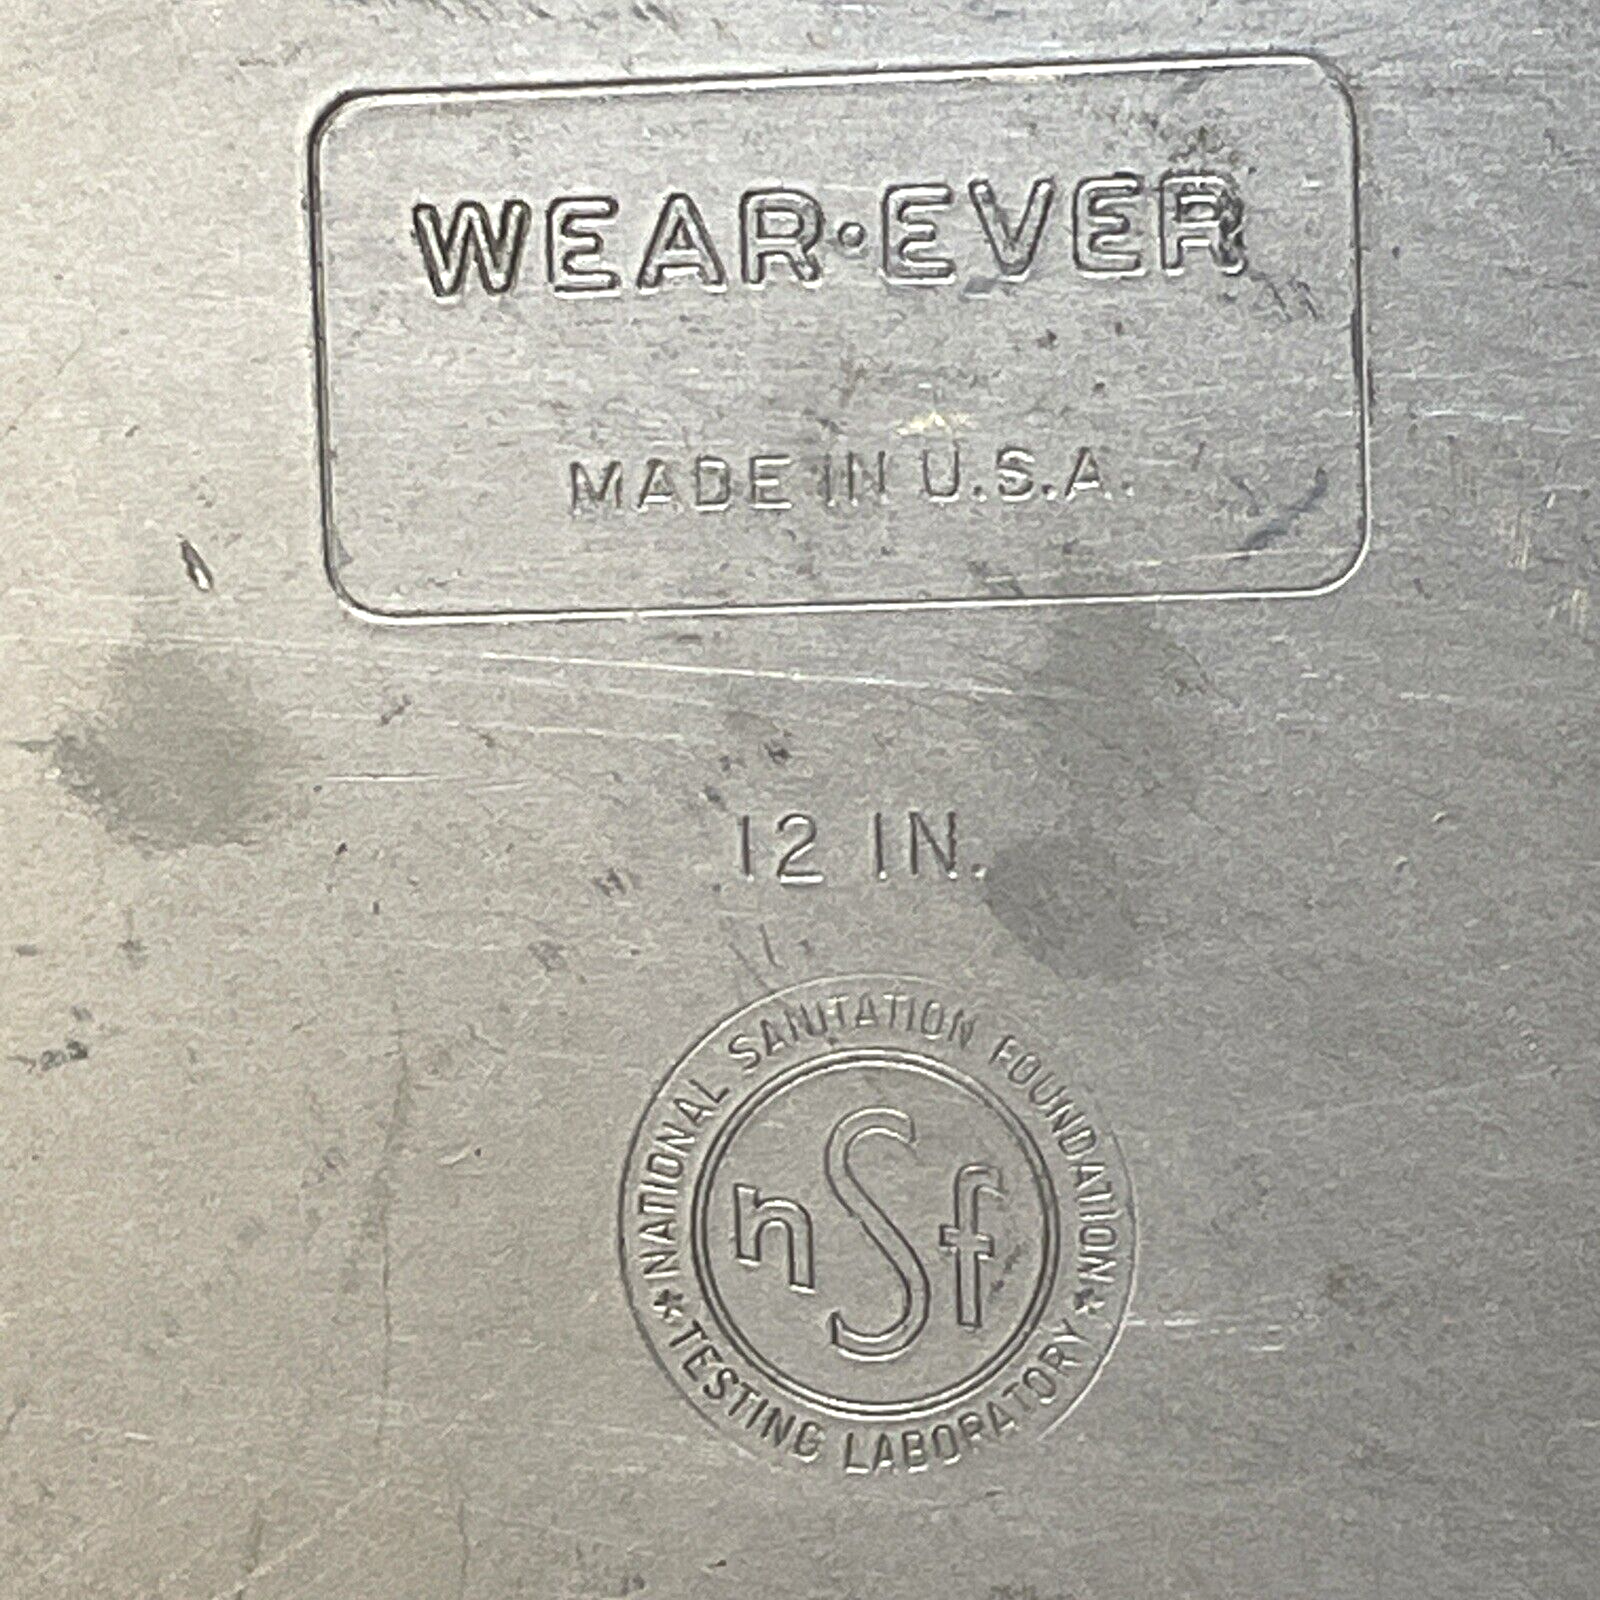 WEAR·EVER
MADE IN U.S.A.
12 IN.
NATIONAL SANITATION FOUNDATION
nSf
★ TESTING LABORATORY ★